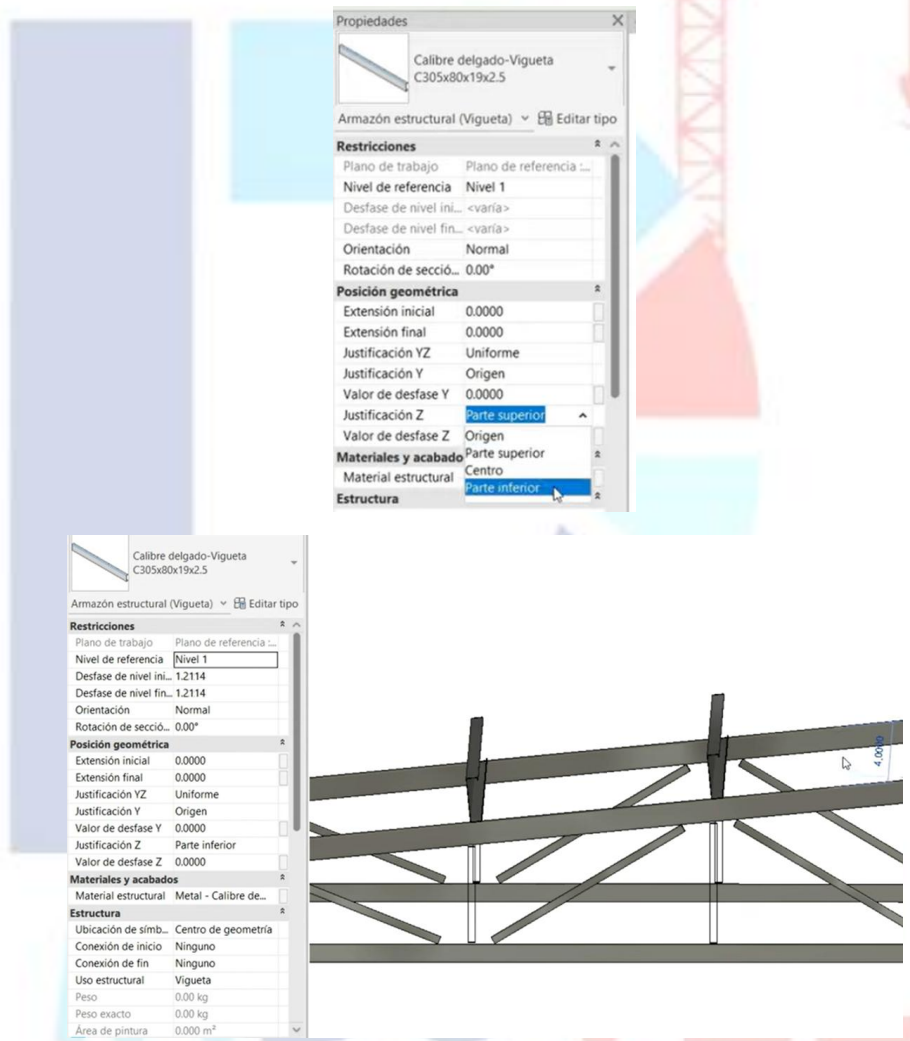 Propiedades
Calibre delgado-Vigueta
C305x80x19x2.5
Armazón estructural (Vigueta)
Editar tipo
Restricciones
Plano de trabajo Plano de referencia :...
Nivel de referencia Nivel 1
Desfase de nivel ini... <varía>
Desfase de nivel fin... <varía>
Orientación Normal
Rotación de secció... 0.00°
Posición geométrica
Extensión inicial 0.0000
Extensión final 0.0000
Justificación YZ Uniforme
Justificación Y Origen
Valor de desfase Y 0.0000
Justificación Z Parte superior
Valor de desfase Z Origen
Materiales y acabado Parte superior
Centro
Material estructural Parte inferior
Estructura
Calibre delgado-Vigueta
C305x80x19x2.5
Armazón estructural (Vigueta)
Editar tipo
Restricciones
Plano de trabajo Plano de referencia :...
Nivel de referencia Nivel 1
Desfase de nivel ini... 1.2114
Desfase de nivel fin... 1.2114
Orientación Normal
Rotación de secció... 0.00°
Posición geométrica
Extensión inicial 0.0000
Extensión final 0.0000
Justificación YZ Uniforme
Justificación Y Origen
Valor de desfase Y 0.0000
Justificación Z Parte inferior
Valor de desfase Z 0.0000
Materiales y acabados
Material estructural Metal - Calibre de...
Estructura
Ubicación de símb... Centro de geometría
Conexión de inicio Ninguno
Conexión de fin Ninguno
Uso estructural Vigueta
Peso 0.00 kg
Peso exacto 0.00 kg
Área de pintura 0.000 m²
4.0000